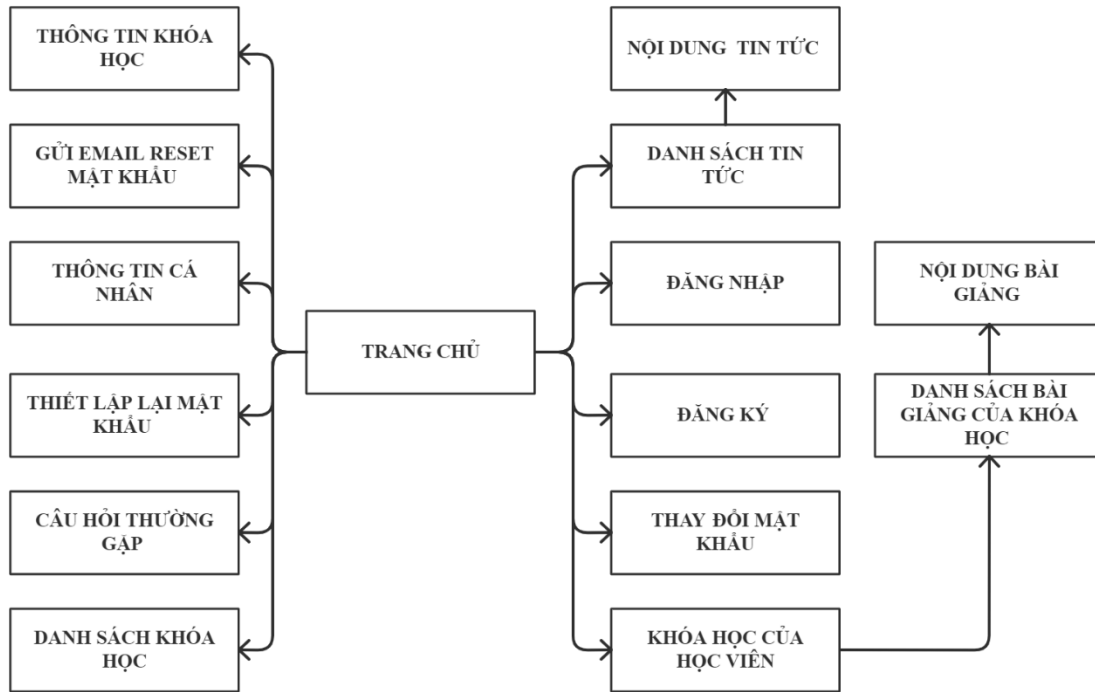 THÔNG TIN KHÓA
HỌC
GỬI EMAIL RESET
MẬT KHẨU
THÔNG TIN CÁ
NHÂN
THIẾT LẬP LẠI MẬT
KHẨU
CÂU HỎI THƯỜNG
GẶP
DANH SÁCH KHÓA
HỌC
TRANG CHỦ
NỘI DUNG TIN TỨC
DANH SÁCH TIN
TỨC
ĐĂNG NHẬP
ĐĂNG KÝ
THAY ĐỔI MẬT
KHẨU
KHÓA HỌC CỦA
HỌC VIÊN
NỘI DUNG BÀI
GIẢNG
DANH SÁCH BÀI
GIẢNG CỦA KHÓA
HỌC